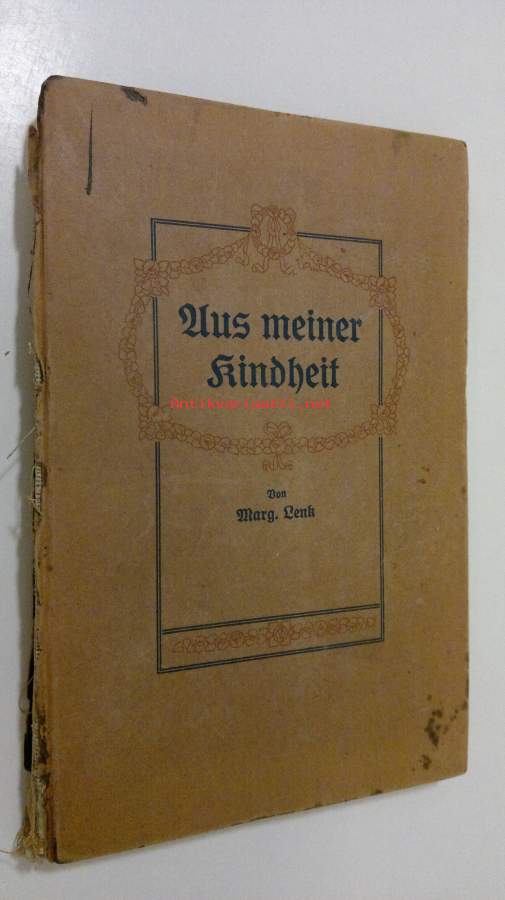 Aus meiner
Kindheit
Antikvariaatti.net
Von
Marg. Lenk